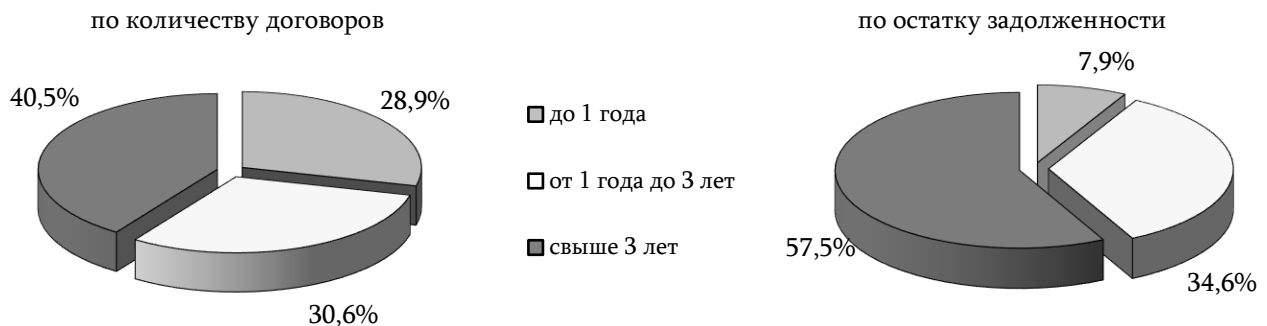 по количеству договоров
40,5%
28,9%
30,6%
до 1 года
от 1 года до 3 лет
свыше 3 лет
по остатку задолженности
7,9%
57,5%
34,6%